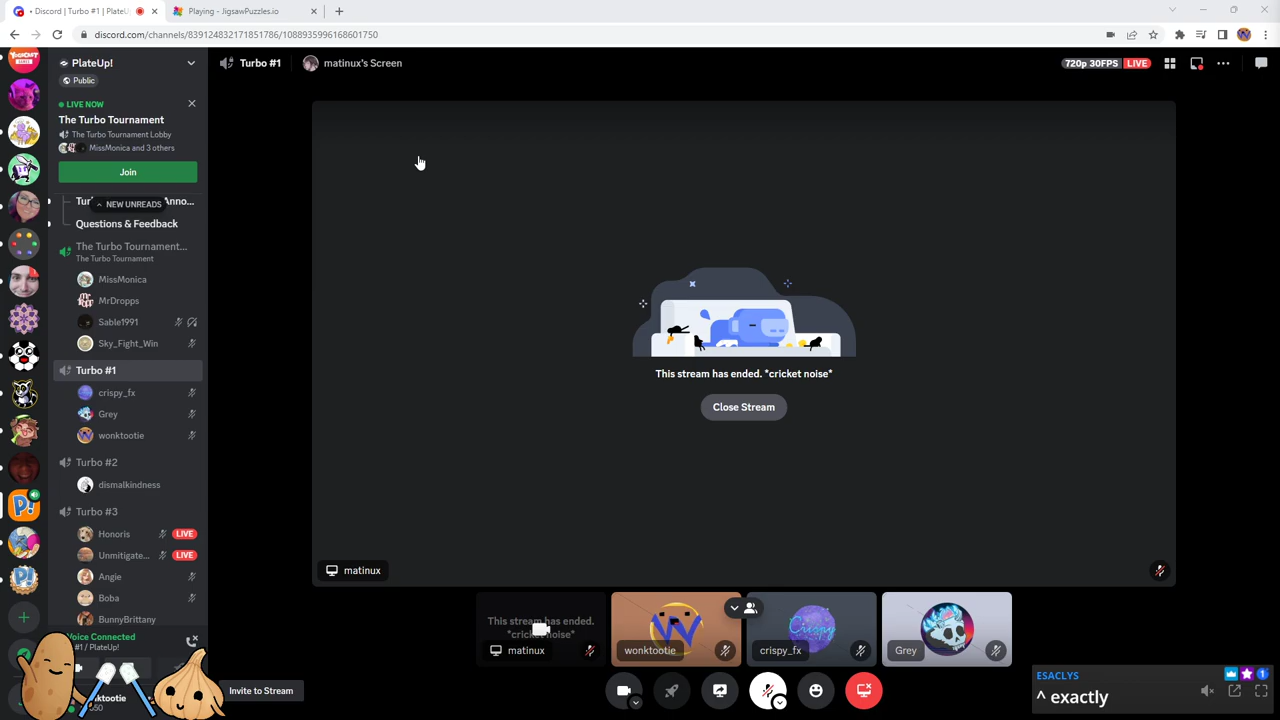 • Discord | Turbo #1 | PlateU
Playing - JigsawPuzzles.io
discord.com/channels/839124832171851786/1088935996168601750
PlateUp!
Public
LIVE NOW
The Turbo Tournament
The Turbo Tournament Lobby
MissMonica and 3 others
Join
NEW UNREADS
Questions & Feedback
The Turbo Tournament...
The Turbo Tournament
MissMonica
MrDropps
Sable1991
Sky_Fight_Win
Turbo #1
crispy_fx
Grey
wonktootie
Turbo #2
dismalkindness
Turbo #3
Honoris LIVE
Unmitigate... LIVE
Angie
Boba
BunnyBrittany
Voice Connected
#1 / PlateUp!
Turbo #1
matinux's Screen
720p 30FPS LIVE
This stream has ended. *cricket noise*
Close Stream
matinux
This stream has ended.
*cricket noise*
matinux
wonktootie
Crispy
crispy_fx
Grey
Invite to Stream
ESACLYS
^ exactly